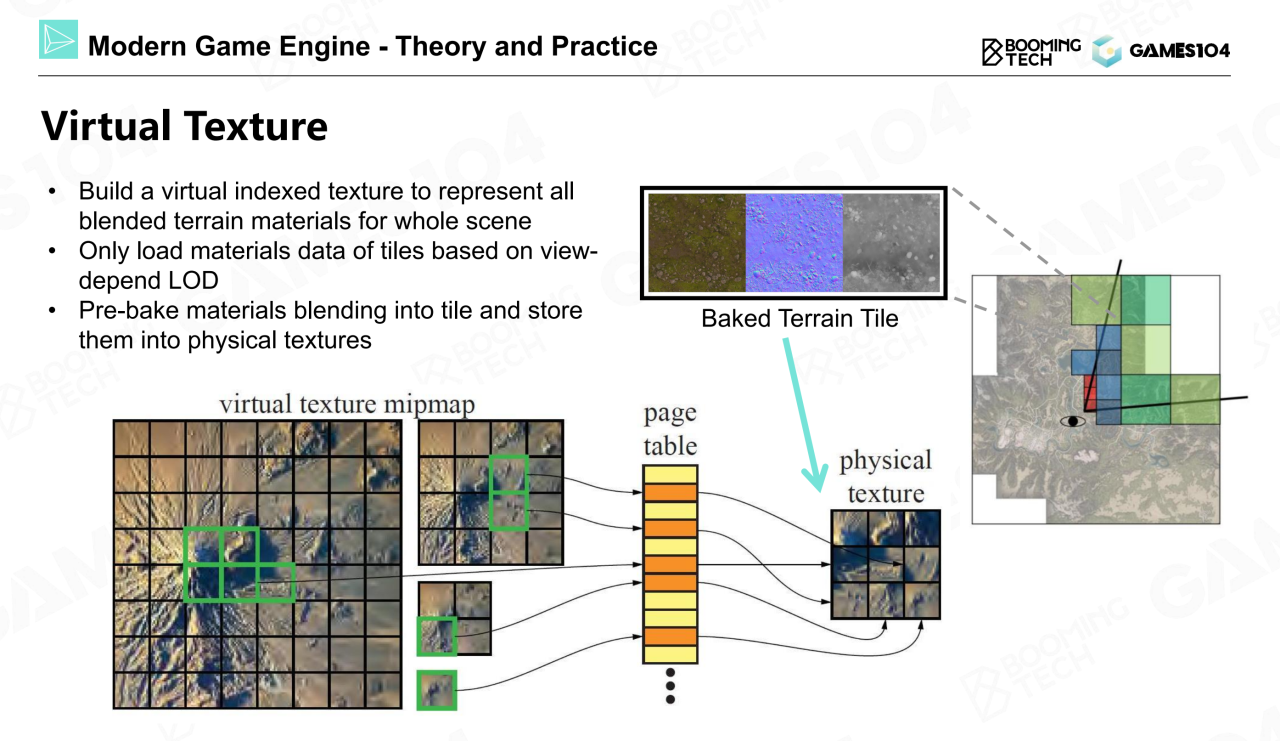 Modern Game Engine - Theory and Practice
BOOMING
TECH
GAMES104
Virtual Texture
• Build a virtual indexed texture to represent all
blended terrain materials for whole scene
• Only load materials data of tiles based on view-
depend LOD
• Pre-bake materials blending into tile and store
them into physical textures
Baked Terrain Tile
virtual texture mipmap
page
table
physical
texture